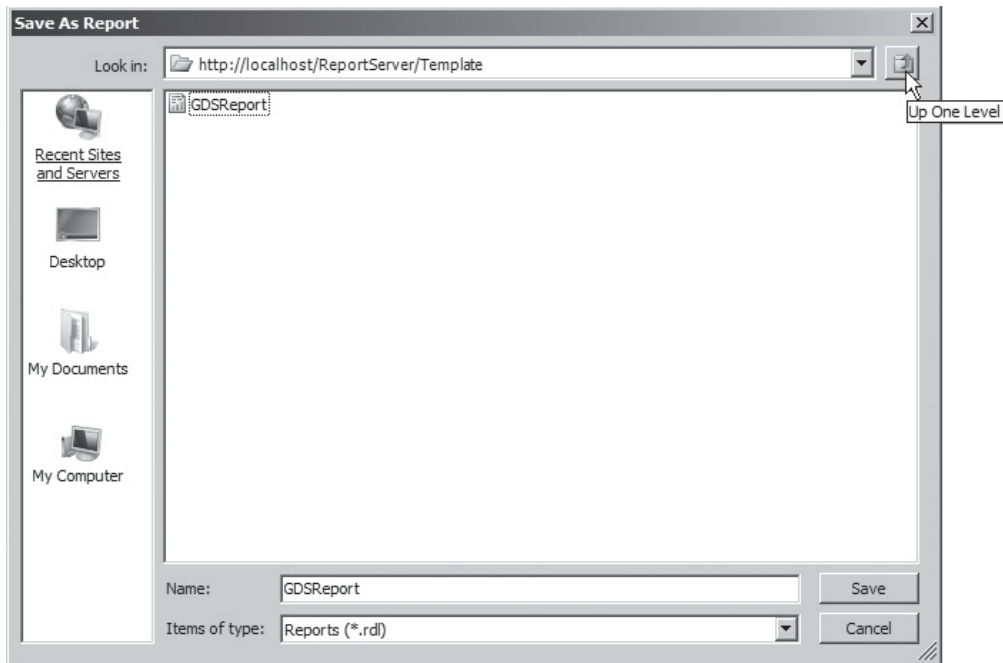 Save As Report
Look in:
http://localhost/ReportServer/Template
Up One Level
Recent Sites
and Servers
Desktop
My Documents
My Computer
GDSReport
Name:
GDSReport
Save
Items of type:
Reports (*.rdl)
Cancel